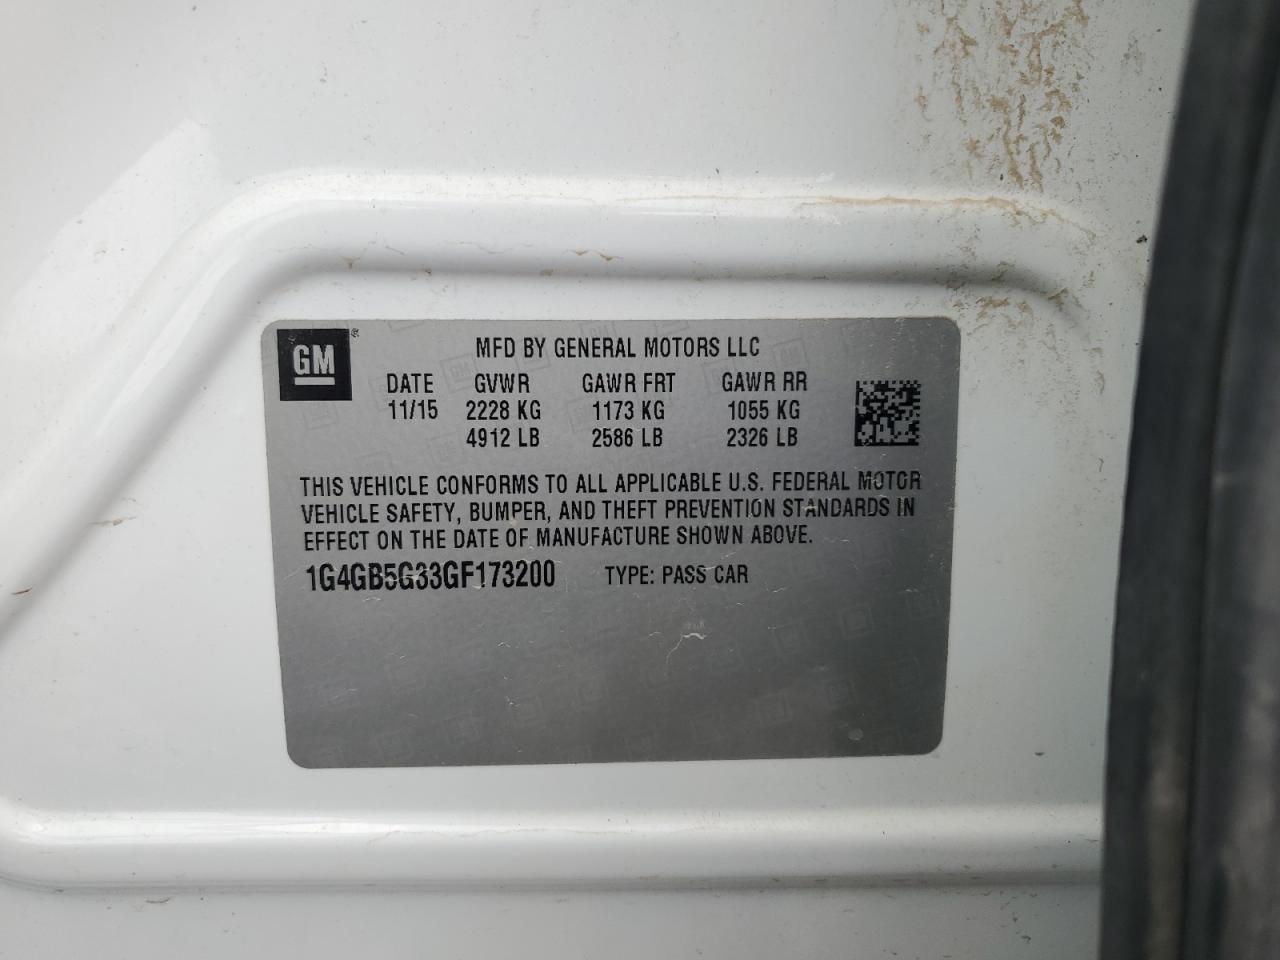 GM ®
MFD BY GENERAL MOTORS LLC
DATE GVWR GAWR FRT GAWR RR
11/15 2228 KG 1173 KG 1055 KG
4912 LB 2586 LB 2326 LB
THIS VEHICLE CONFORMS TO ALL APPLICABLE U.S. FEDERAL MOTOR
VEHICLE SAFETY, BUMPER, AND THEFT PREVENTION STANDARDS IN
EFFECT ON THE DATE OF MANUFACTURE SHOWN ABOVE.
1G4GB5G33GF173200 TYPE: PASS CAR